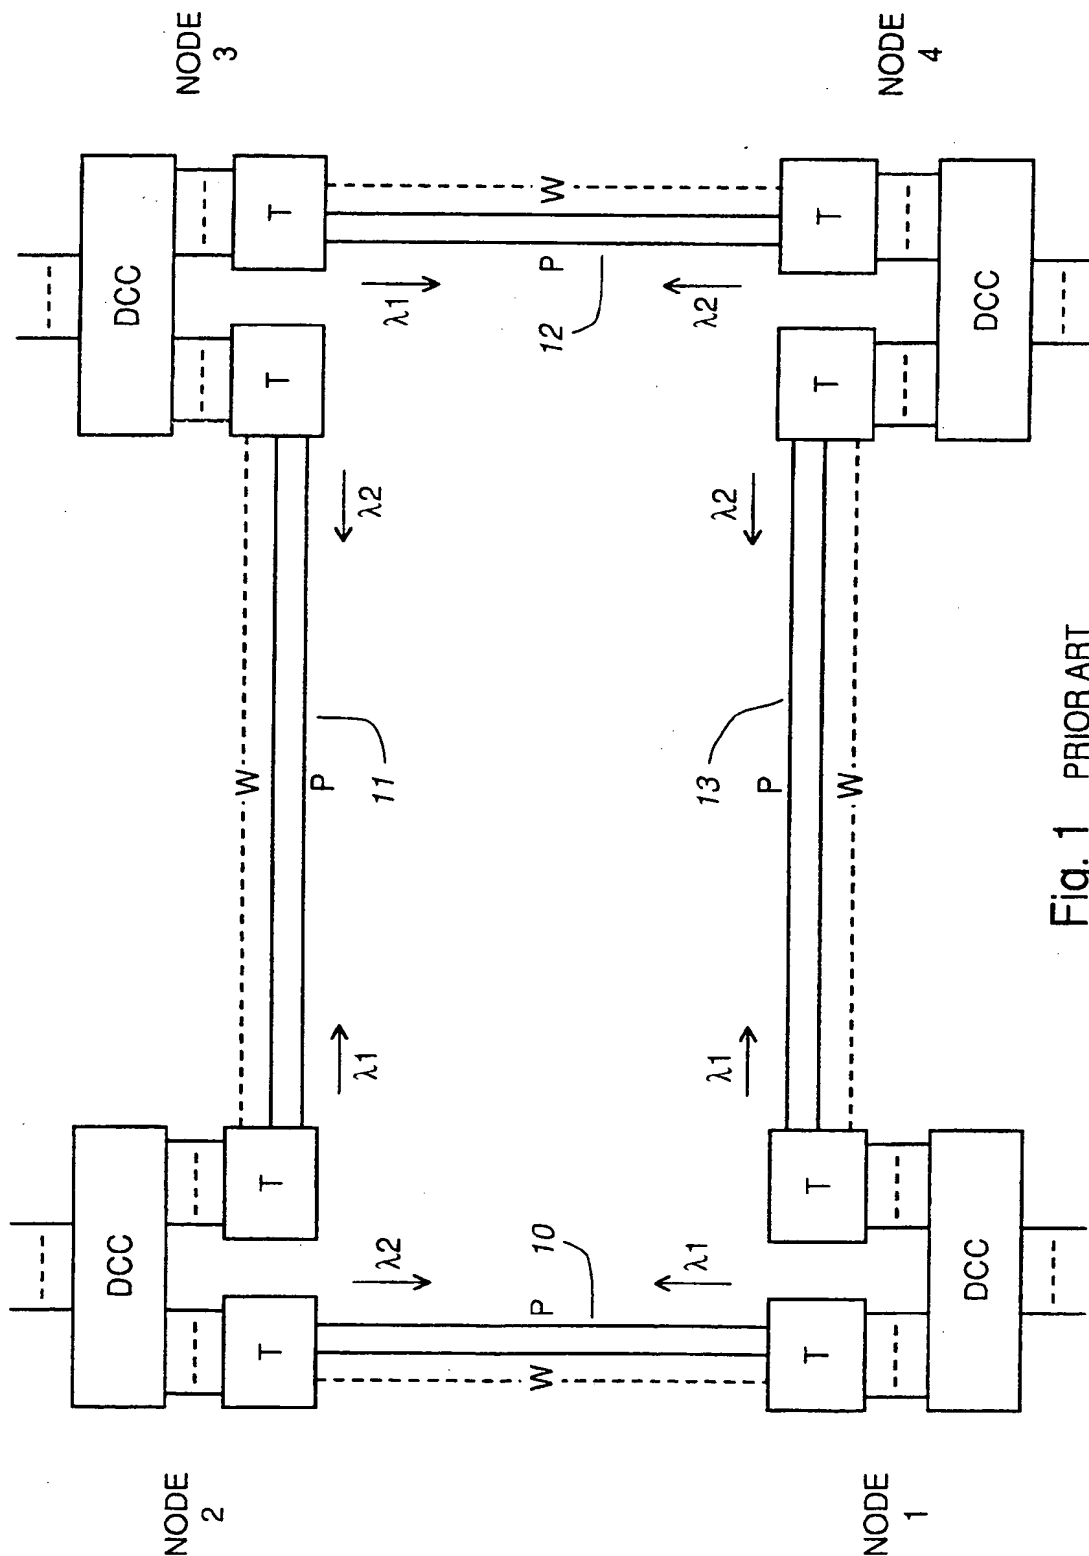 NODE
2
DCC
T
T
DCC
T
T
NODE
3
W
P
11
λ1
λ2
λ2
λ1
W
P
10
12
P
W
λ1
λ2
13
λ1
λ2
P
W
NODE
1
T
T
DCC
T
T
DCC
NODE
4
Fig. 1 PRIOR ART